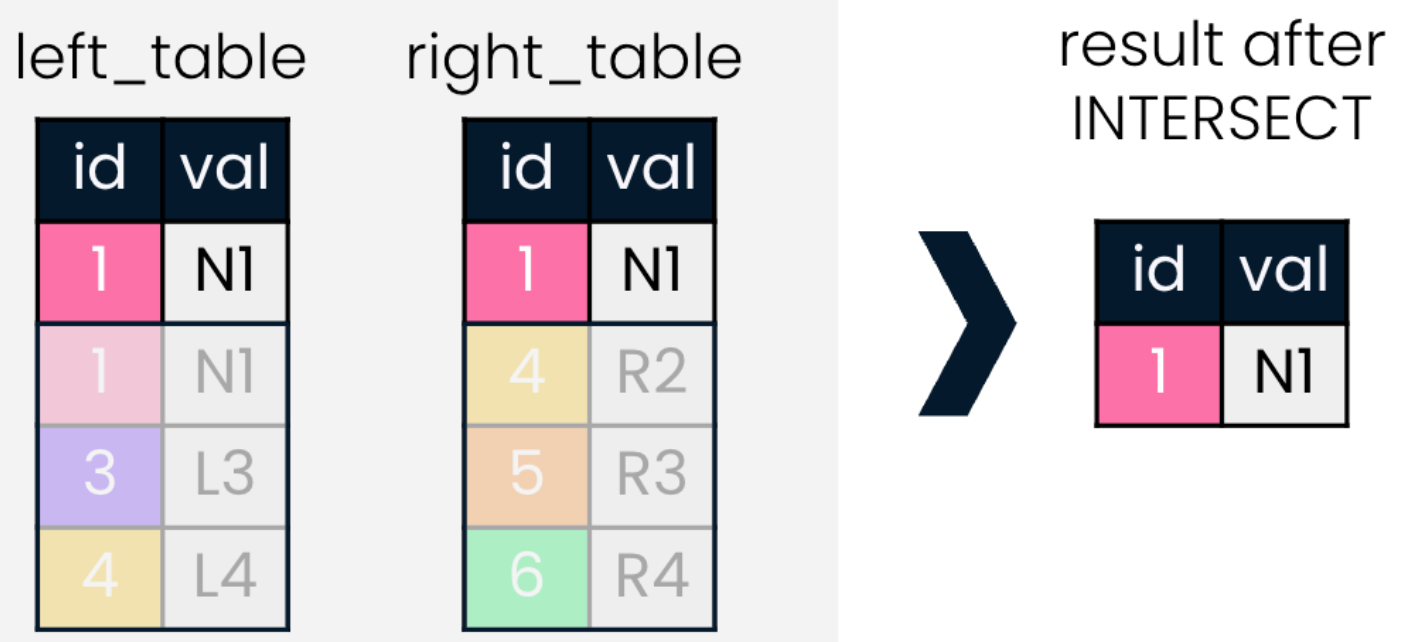 left_table
right_table
result after
INTERSECT
id val
1 N1
1 N1
3 L3
4 L4
id val
1 N1
4 R2
5 R3
6 R4
id val
1 N1